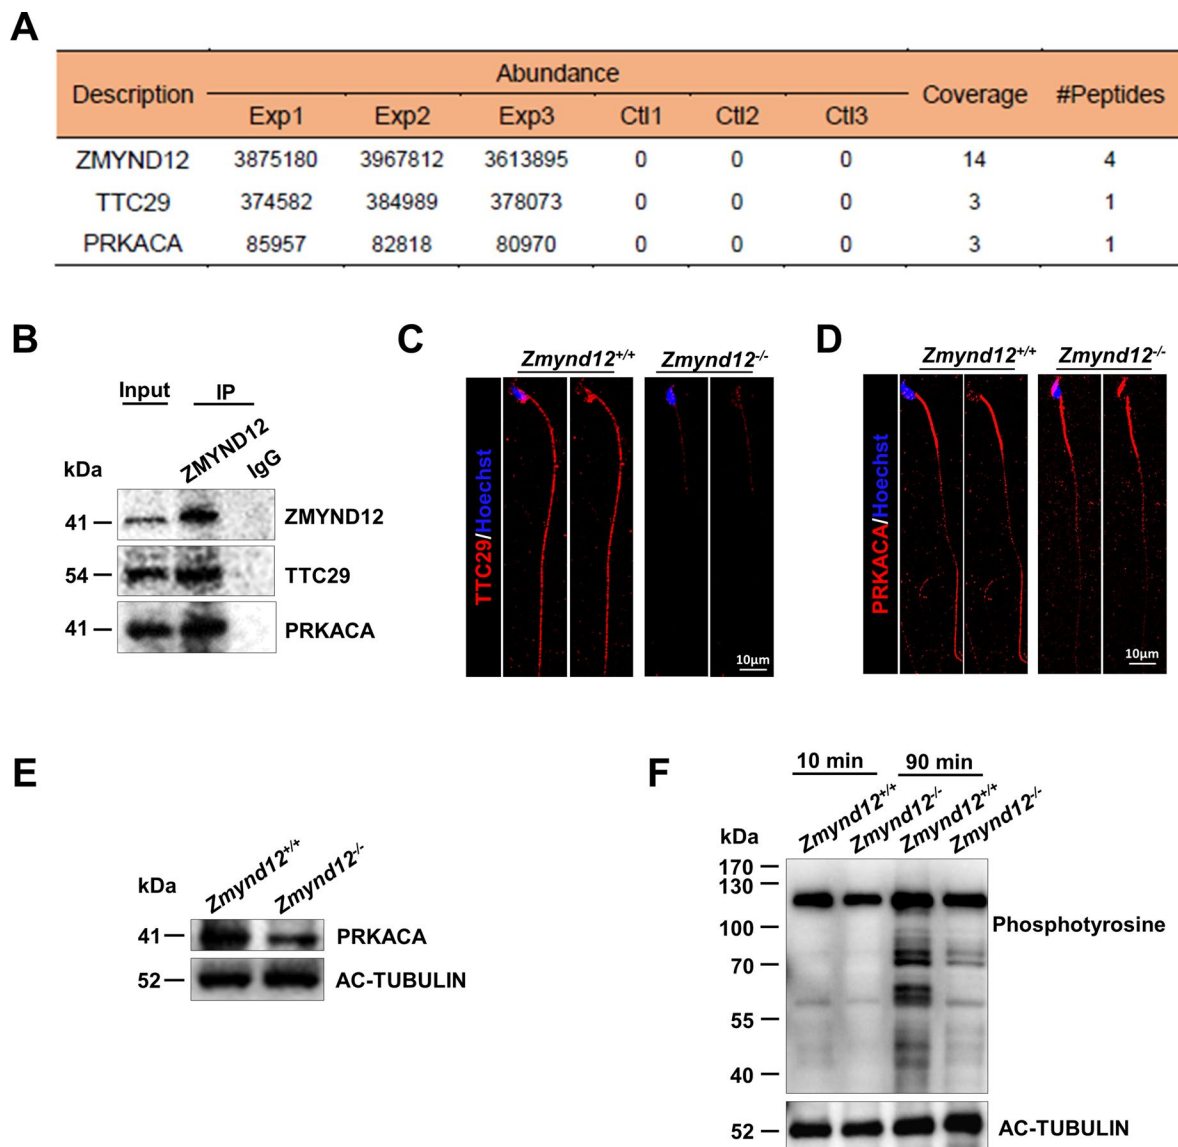 A
Description Abundance Coverage #Peptides
Exp1 Exp2 Exp3 Ctl1 Ctl2 Ctl3
ZMYND12 3875180 3967812 3613895 0 0 0 14 4
TTC29 374582 384989 378073 0 0 0 3 1
PRKACA 85957 82818 80970 0 0 0 3 1
B
Input IP
ZMYND12 IgG
kDa
41 ZMYND12
54 TTC29
41 PRKACA
C
Zmynd12+/+ Zmynd12-/-
TTC29/Hoechst
10μm
D
Zmynd12+/+ Zmynd12-/-
PRKACA/Hoechst
10μm
E
Zmynd12+/+ Zmynd12-/-
kDa
41 PRKACA
52 AC-TUBULIN
F
10 min 90 min
Zmynd12+/+ Zmynd12-/- Zmynd12+/+ Zmynd12-/-
kDa
170
130
100
Phosphotyrosine
70
55
40
52 AC-TUBULIN